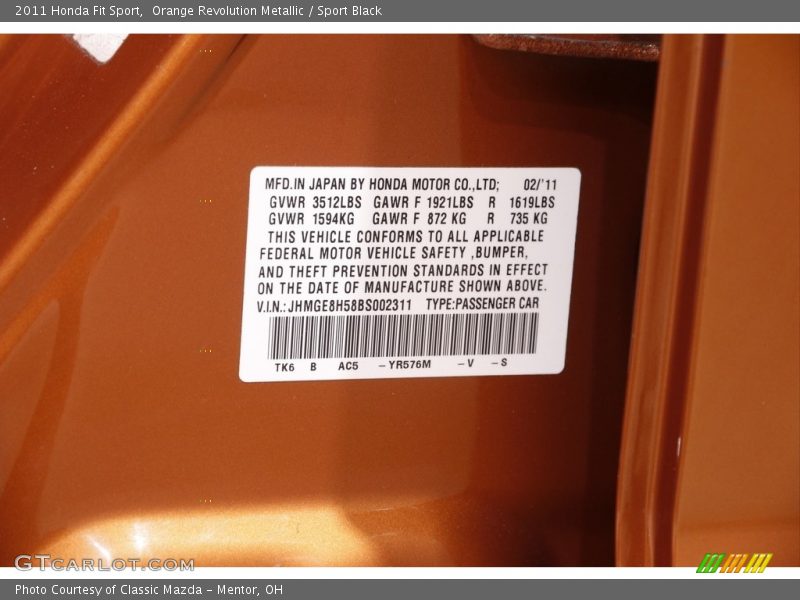 2011 Honda Fit Sport,  Orange Revolution Metallic / Sport Black
MFD.IN JAPAN BY HONDA MOTOR CO.,LTD; 02/'11
GVWR 3512LBS GAWR F 1921LBS R 1619LBS
GVWR 1594KG GAWR F 872 KG R 735 KG
THIS VEHICLE CONFORMS TO ALL APPLICABLE
FEDERAL MOTOR VEHICLE SAFETY ,BUMPER,
AND THEFT PREVENTION STANDARDS IN EFFECT
ON THE DATE OF MANUFACTURE SHOWN ABOVE.
V.I.N.:JHMGE8H58BS002311 TYPE:PASSENGER CAR
TK6 B AC5 -YR576M -V -S
GTCARLOT.COM
Photo Courtesy of Classic Mazda - Mentor, OH